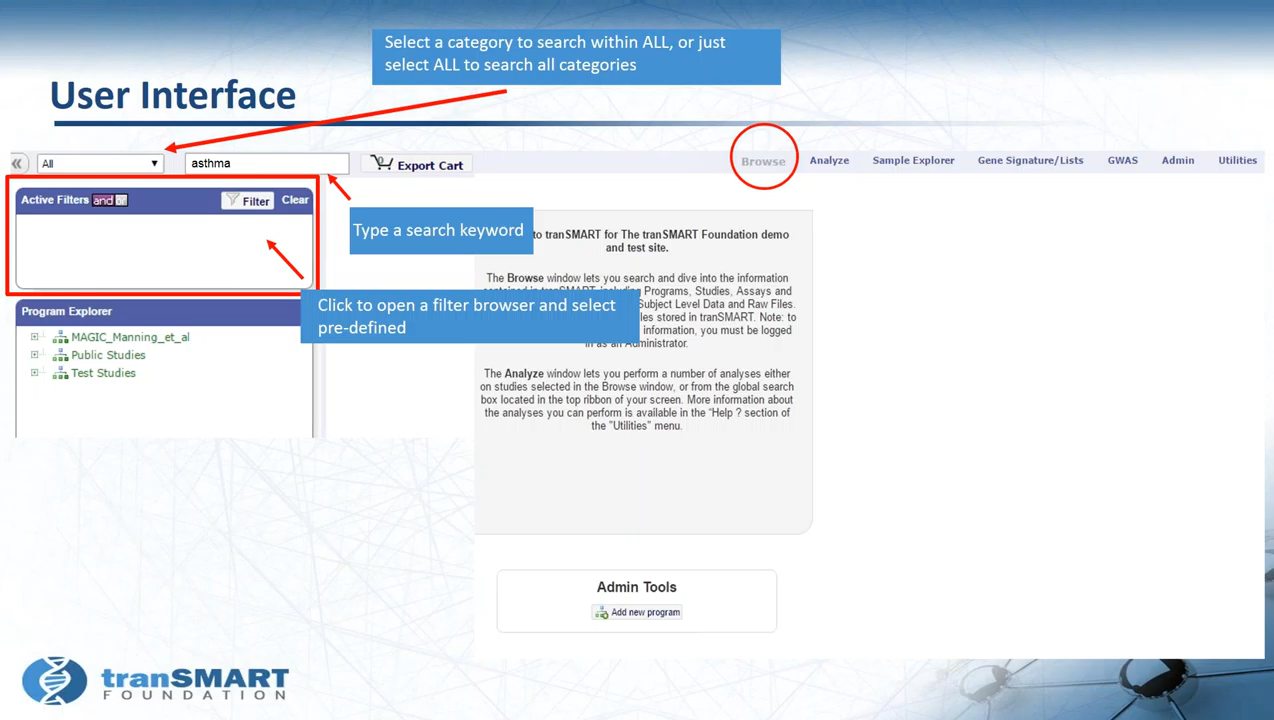 Select a category to search within ALL, or just
select ALL to search all categories
User Interface
All
asthma
Export Cart
Browse
Analyze
Sample Explorer
Gene Signature/Lists
GWAS
Admin
Utilities
Active Filters and or
Filter
Clear
Type a search keyword
to tranSMART for The tranSMART Foundation demo
and test site.
Click to open a filter browser and select
pre-defined
The Browse window lets you search and dive into the information
Programs, Studies, Assays and
Subject Level Data and Raw Files.
stored in tranSMART. Note: to
information, you must be logged
in as an Administrator.
The Analyze window lets you perform a number of analyses either
on studies selected in the Browse window, or from the global search
box located in the top ribbon of your screen. More information about
the analyses you can perform is available in the "Help ? section of
the "Utilities" menu.
Program Explorer
MAGIC_Manning_et_al
Public Studies
Test Studies
Admin Tools
Add new program
tranSMART
FOUNDATION